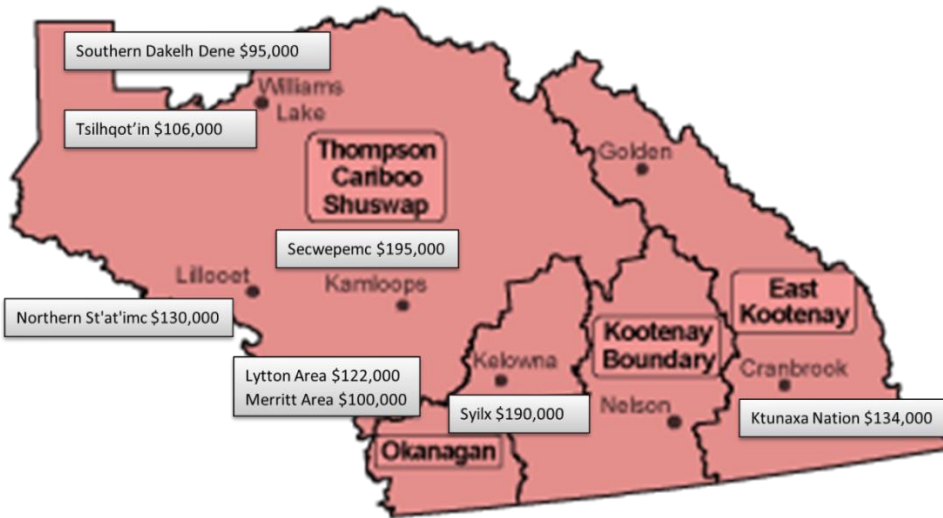 Southern Dakelh Dene $95,000
Williams
Lake
Tsilhqot'in $106,000
Thompson
Cariboo
Shuswap
Golden
Secwepemc $195,000
Lillooet
Kamloops
East
Kootenay
Northern St'at'imc $130,000
Kootenay
Boundary
Kelowna
Cranbrook
Lytton Area $122,000
Merritt Area $100,000
Syilx $190,000
Nelson
Ktunaxa Nation $134,000
Okanagan